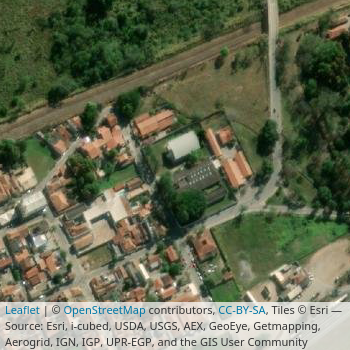 Leaflet | © OpenStreetMap contributors, CC-BY-SA, Tiles © Esri —
Source: Esri, i-cubed, USDA, USGS, AEX, GeoEye, Getmapping,
Aerogrid, IGN, IGP, UPR-EGP, and the GIS User Community